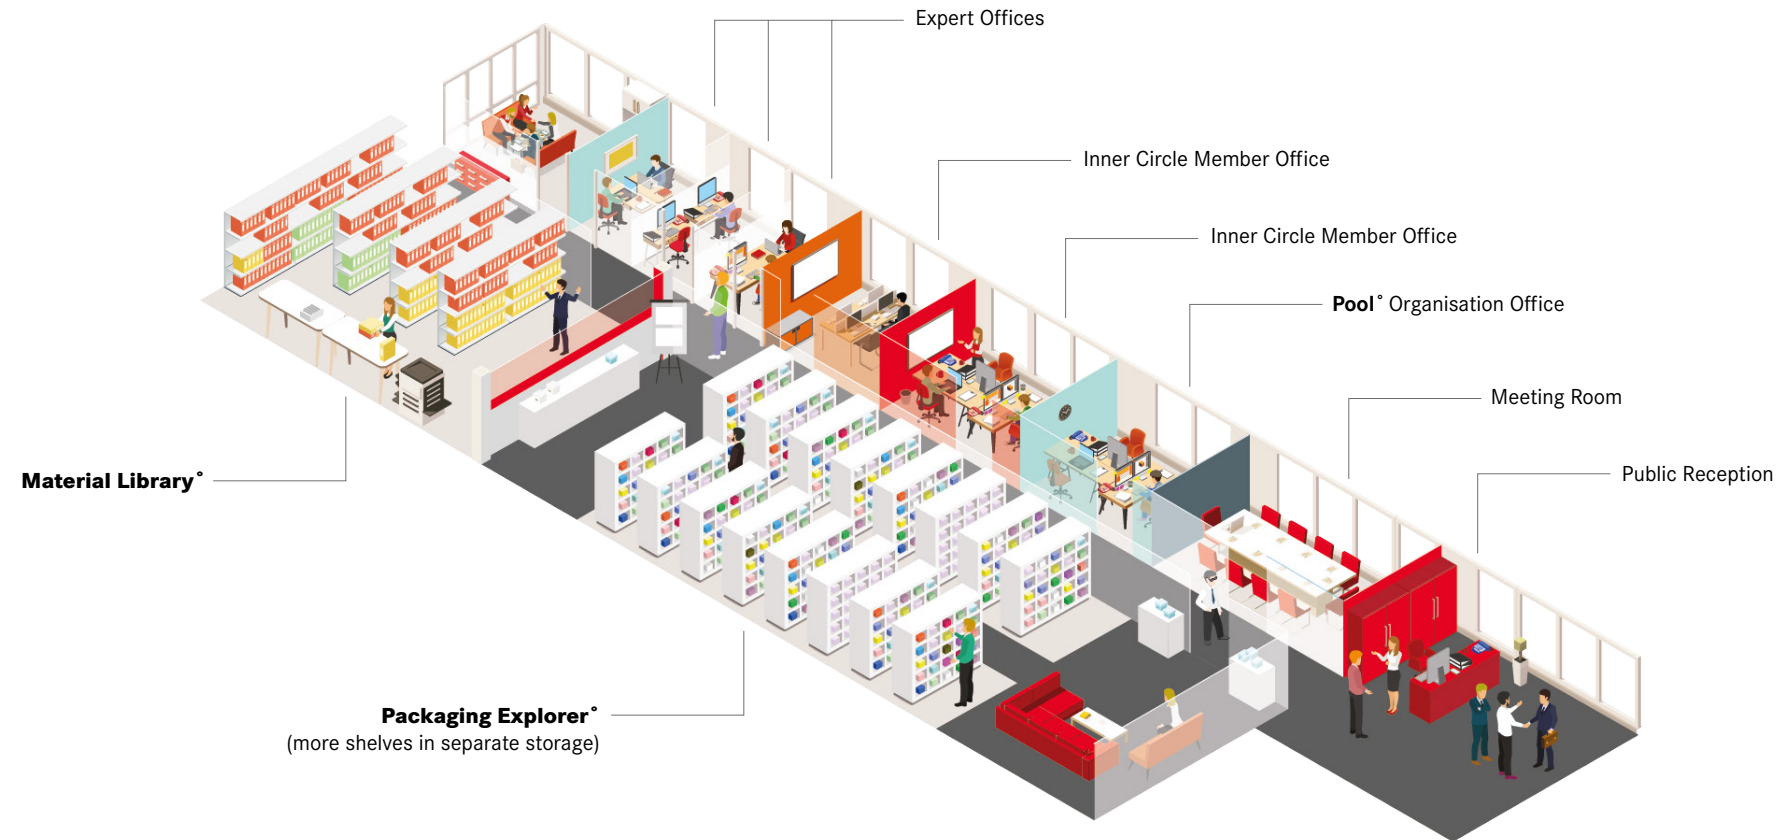 Expert Offices
Inner Circle Member Office
Inner Circle Member Office
Pool° Organisation Office
Meeting Room
Public Reception
Material Library°
Packaging Explorer°
(more shelves in separate storage)